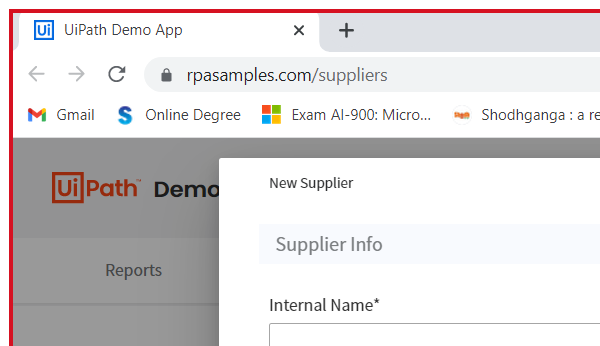 Ui UiPath Demo App
rpasamples.com/suppliers
Gmail S Online Degree Exam AI-900: Micro... Shodhganga : a re
New Supplier
UiPath™ Demo
Supplier Info
Reports
Internal Name*